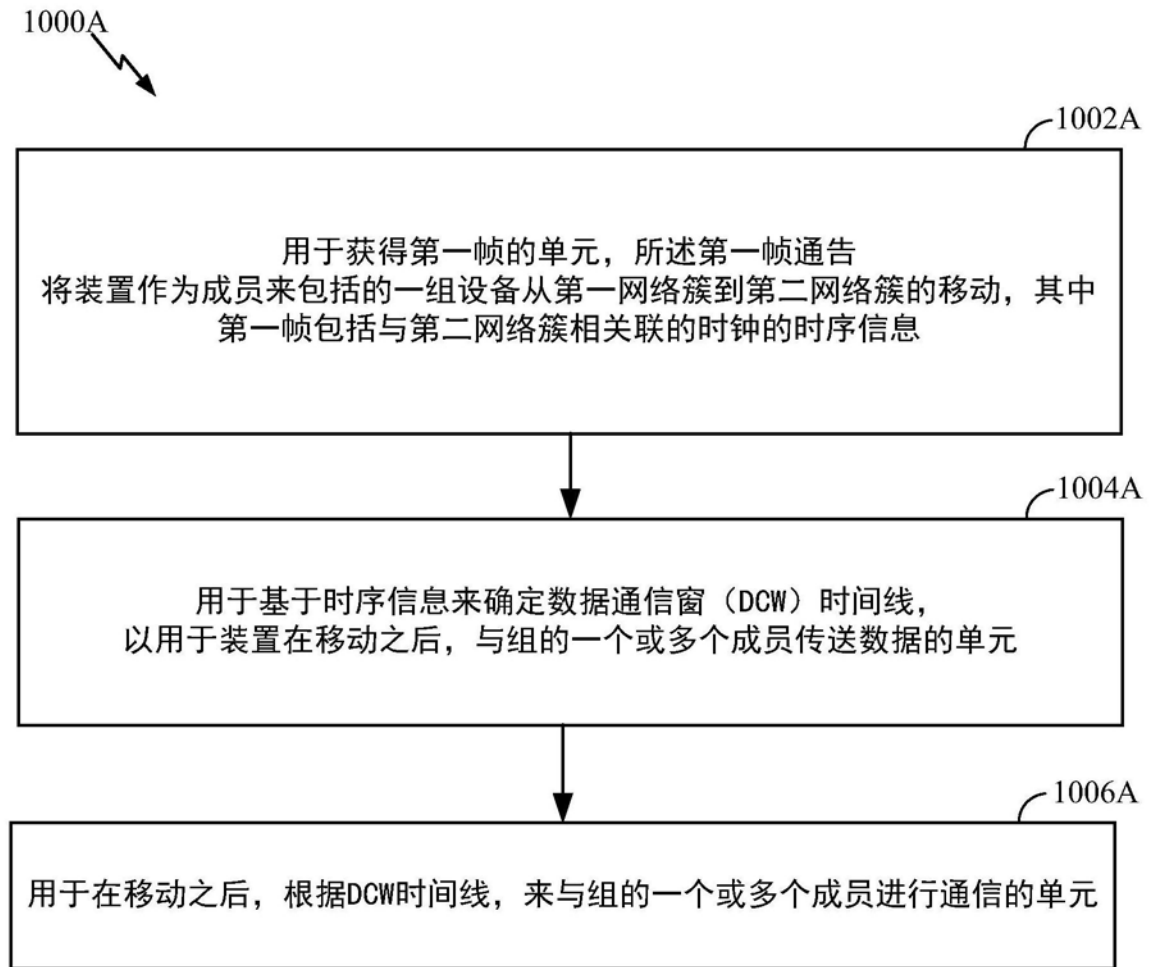 1000A
1002A
用于获得第一帧的单元，所述第一帧通告
将装置作为成员来包括的一组设备从第一网络簇到第二网络簇的移动，其中
第一帧包括与第二网络簇相关联的时钟的时序信息
1004A
用于基于时序信息来确定数据通信窗（DCW）时间线，
以用于装置在移动之后，与组的一个或多个成员传送数据的单元
1006A
用于在移动之后，根据DCW时间线，来与组的一个或多个成员进行通信的单元